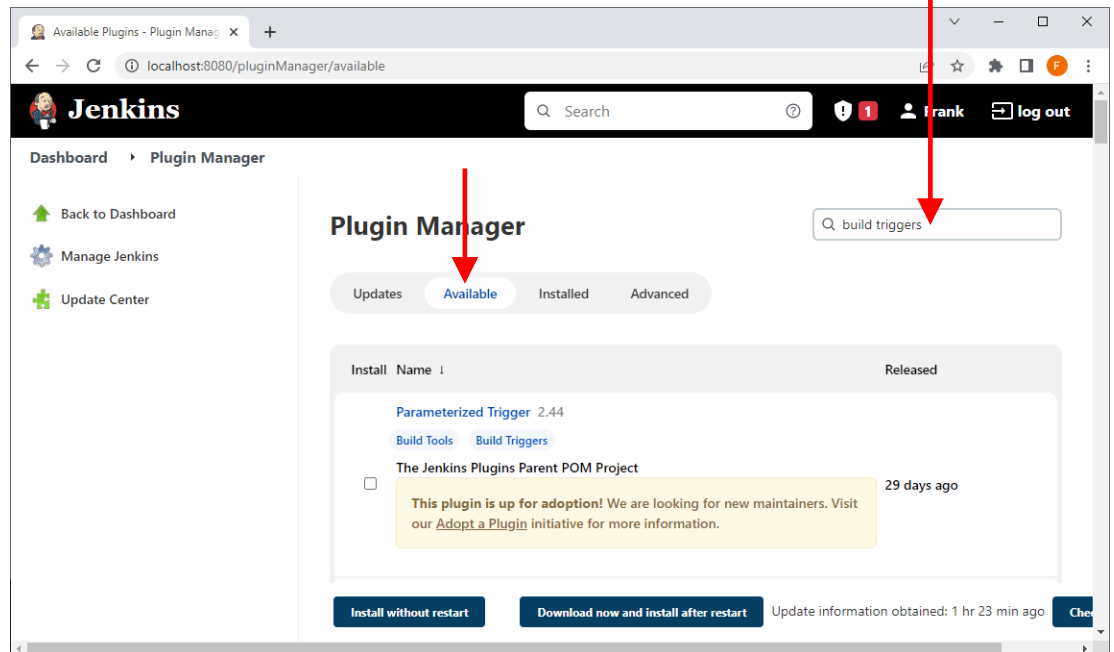 Available Plugins - Plugin Manag
localhost:8080/pluginManager/available
F
Jenkins
Search
1
Frank
log out
Dashboard
Plugin Manager
Back to Dashboard
Manage Jenkins
Update Center
Plugin Manager
build triggers
Updates
Available
Installed
Advanced
Install Name ↓ Released
Parameterized Trigger 2.44
Build Tools Build Triggers
The Jenkins Plugins Parent POM Project
This plugin is up for adoption! We are looking for new maintainers. Visit
our Adopt a Plugin initiative for more information.
29 days ago
Install without restart
Download now and install after restart
Update information obtained: 1 hr 23 min ago